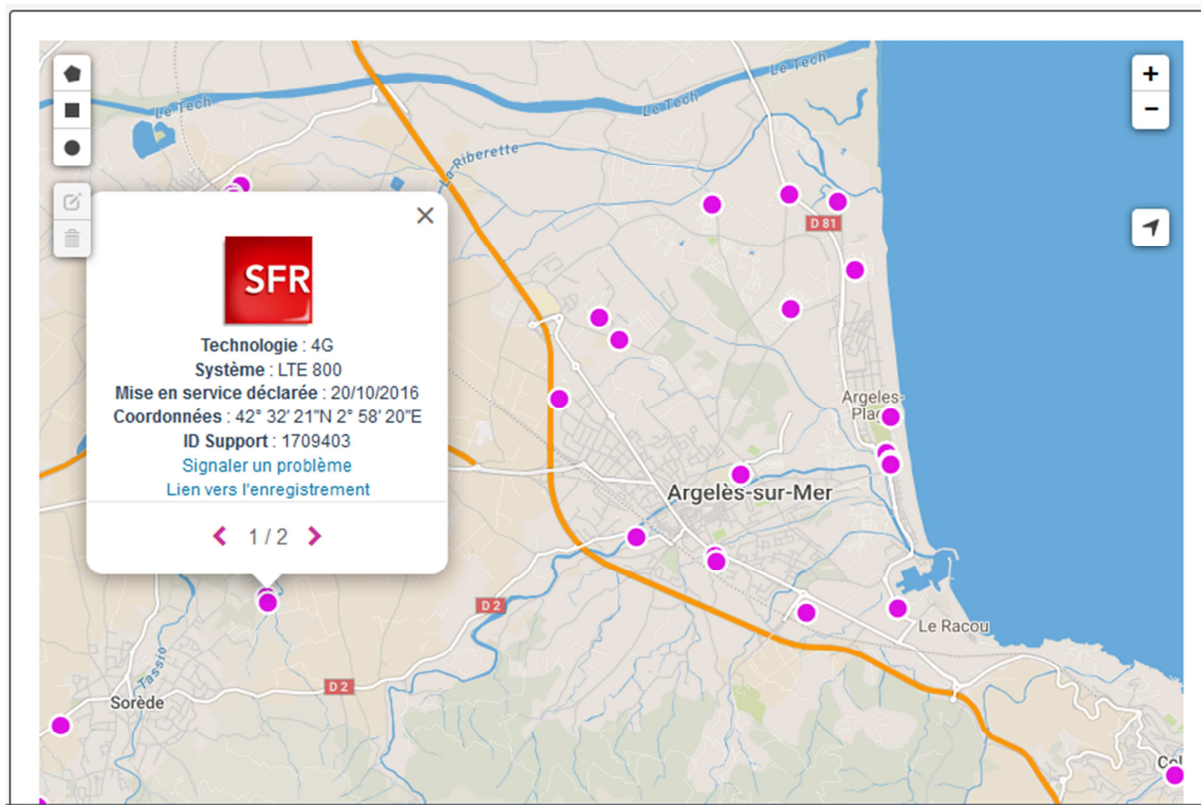 Le Tech
Le Tech
Le Tech
La Riberette
+
−
D 81
SFR
Technologie : 4G
Système : LTE 800
Mise en service déclarée : 20/10/2016
Coordonnées : 42° 32' 21"N 2° 58' 20"E
ID Support : 1709403
Signaler un problème
Lien vers l'enregistrement
1 / 2
Argeles-
Argelès-sur-Mer
D 2
Le Racou
D 2
Tassio
Sorède